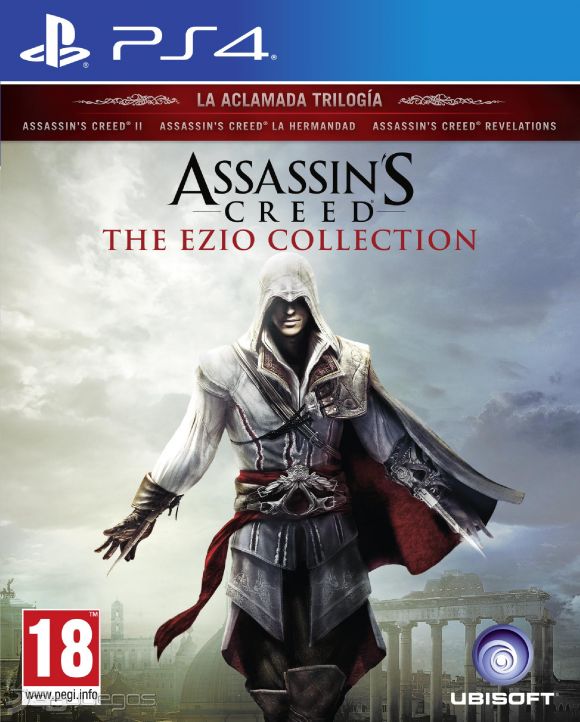 PS4
LA ACLAMADA TRILOGÍA
ASSASSIN'S CREED® II ASSASSIN'S CREED® LA HERMANDAD ASSASSIN'S CREED® REVELATIONS
ASSASSIN'S
CREED
THE EZIO COLLECTION
18
www.pegi.info
UBISOFT